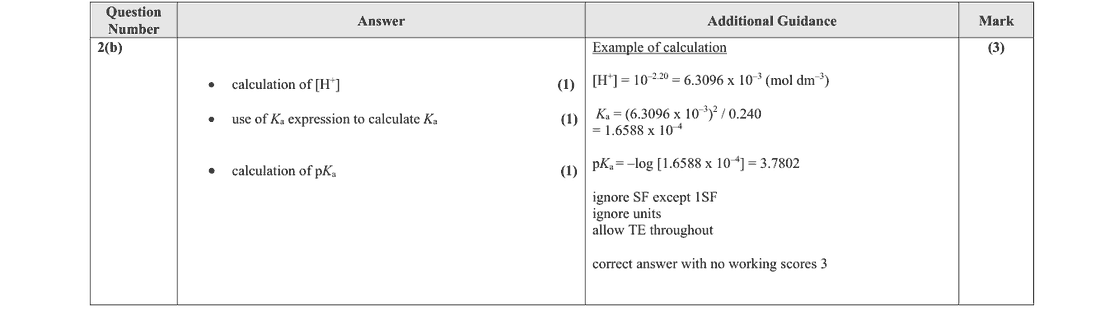 Question Number
Answer
Additional Guidance
Mark
2(b)
Example of calculation
(3)
• calculation of [H⁺] (1)
[H⁺] = 10⁻²·²⁰ = 6.3096 x 10⁻³ (mol dm⁻³)
• use of Kₐ expression to calculate Kₐ (1)
Kₐ = (6.3096 x 10⁻³)² / 0.240
= 1.6588 x 10⁻⁴
• calculation of pKₐ (1)
pKₐ = –log [1.6588 x 10⁻⁴] = 3.7802
ignore SF except 1SF
ignore units
allow TE throughout
correct answer with no working scores 3